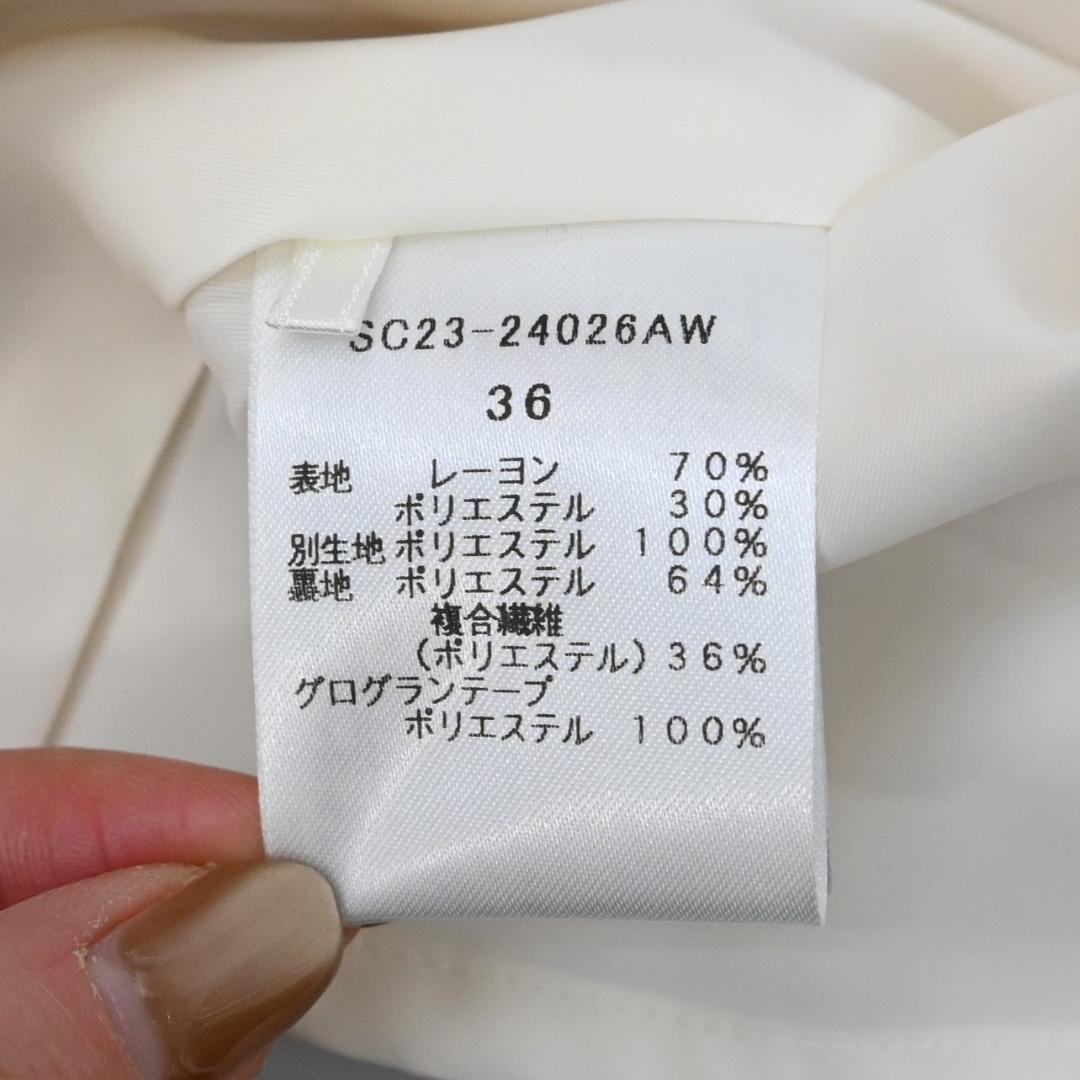 SC23-24026AW
36
表地 レーヨン 70%
ポリエステル 30%
別生地 ポリエステル 100%
裏地 ポリエステル 64%
複合繊維
(ポリエステル) 36%
グログランテープ
ポリエステル 100%